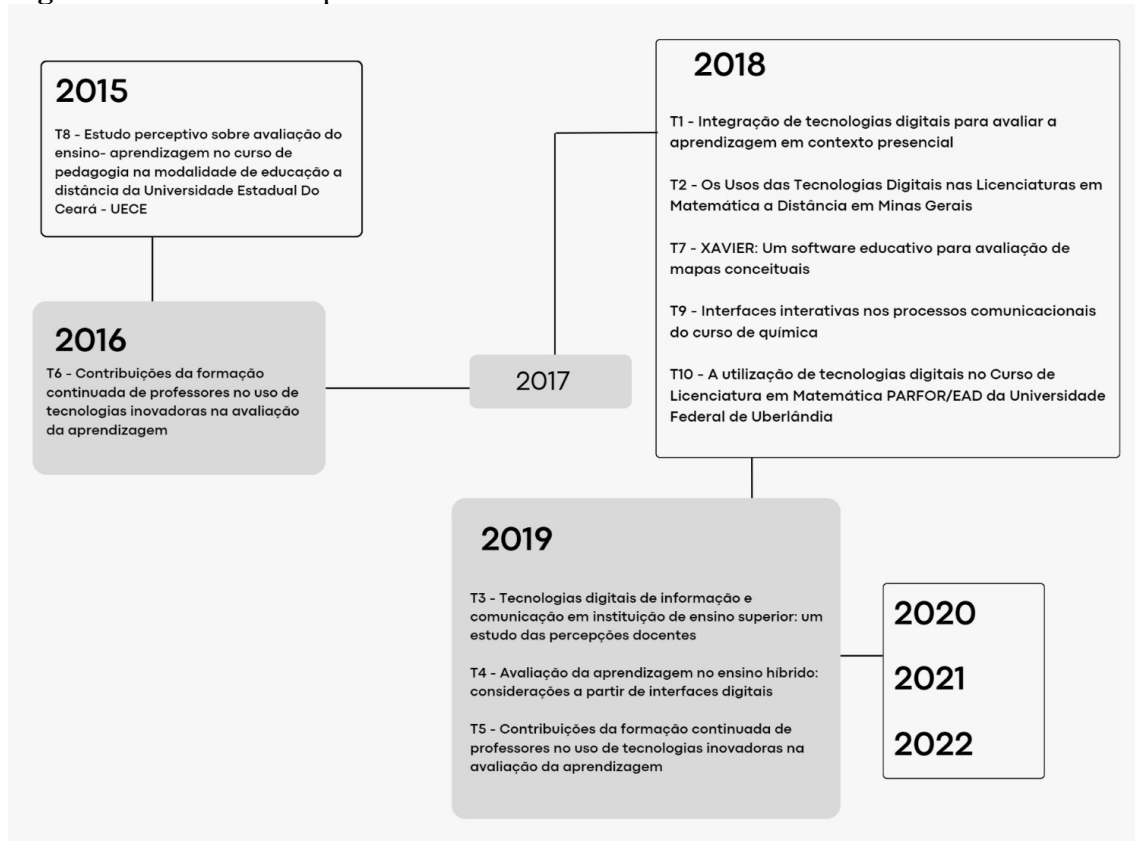 2015
T8 - Estudo perceptivo sobre avaliação do
ensino- aprendizagem no curso de
pedagogia na modalidade de educação a
distância da Universidade Estadual Do
Ceará - UECE
2016
T6 - Contribuições da formação
continuada de professores no uso de
tecnologias inovadoras na avaliação
da aprendizagem
2017
2018
T1 - Integração de tecnologias digitais para avaliar a
aprendizagem em contexto presencial
T2 - Os Usos das Tecnologias Digitais nas Licenciaturas em
Matemática a Distância em Minas Gerais
T7 - XAVIER: Um software educativo para avaliação de
mapas conceituais
T9 - Interfaces interativas nos processos comunicacionais
do curso de química
T10 - A utilização de tecnologias digitais no Curso de
Licenciatura em Matemática PARFOR/EAD da Universidade
Federal de Uberlândia
2019
T3 - Tecnologias digitais de informação e
comunicação em instituição de ensino superior: um
estudo das percepções docentes
T4 - Avaliação da aprendizagem no ensino híbrido:
considerações a partir de interfaces digitais
T5 - Contribuições da formação continuada de
professores no uso de tecnologias inovadoras na
avaliação da aprendizagem
2020
2021
2022